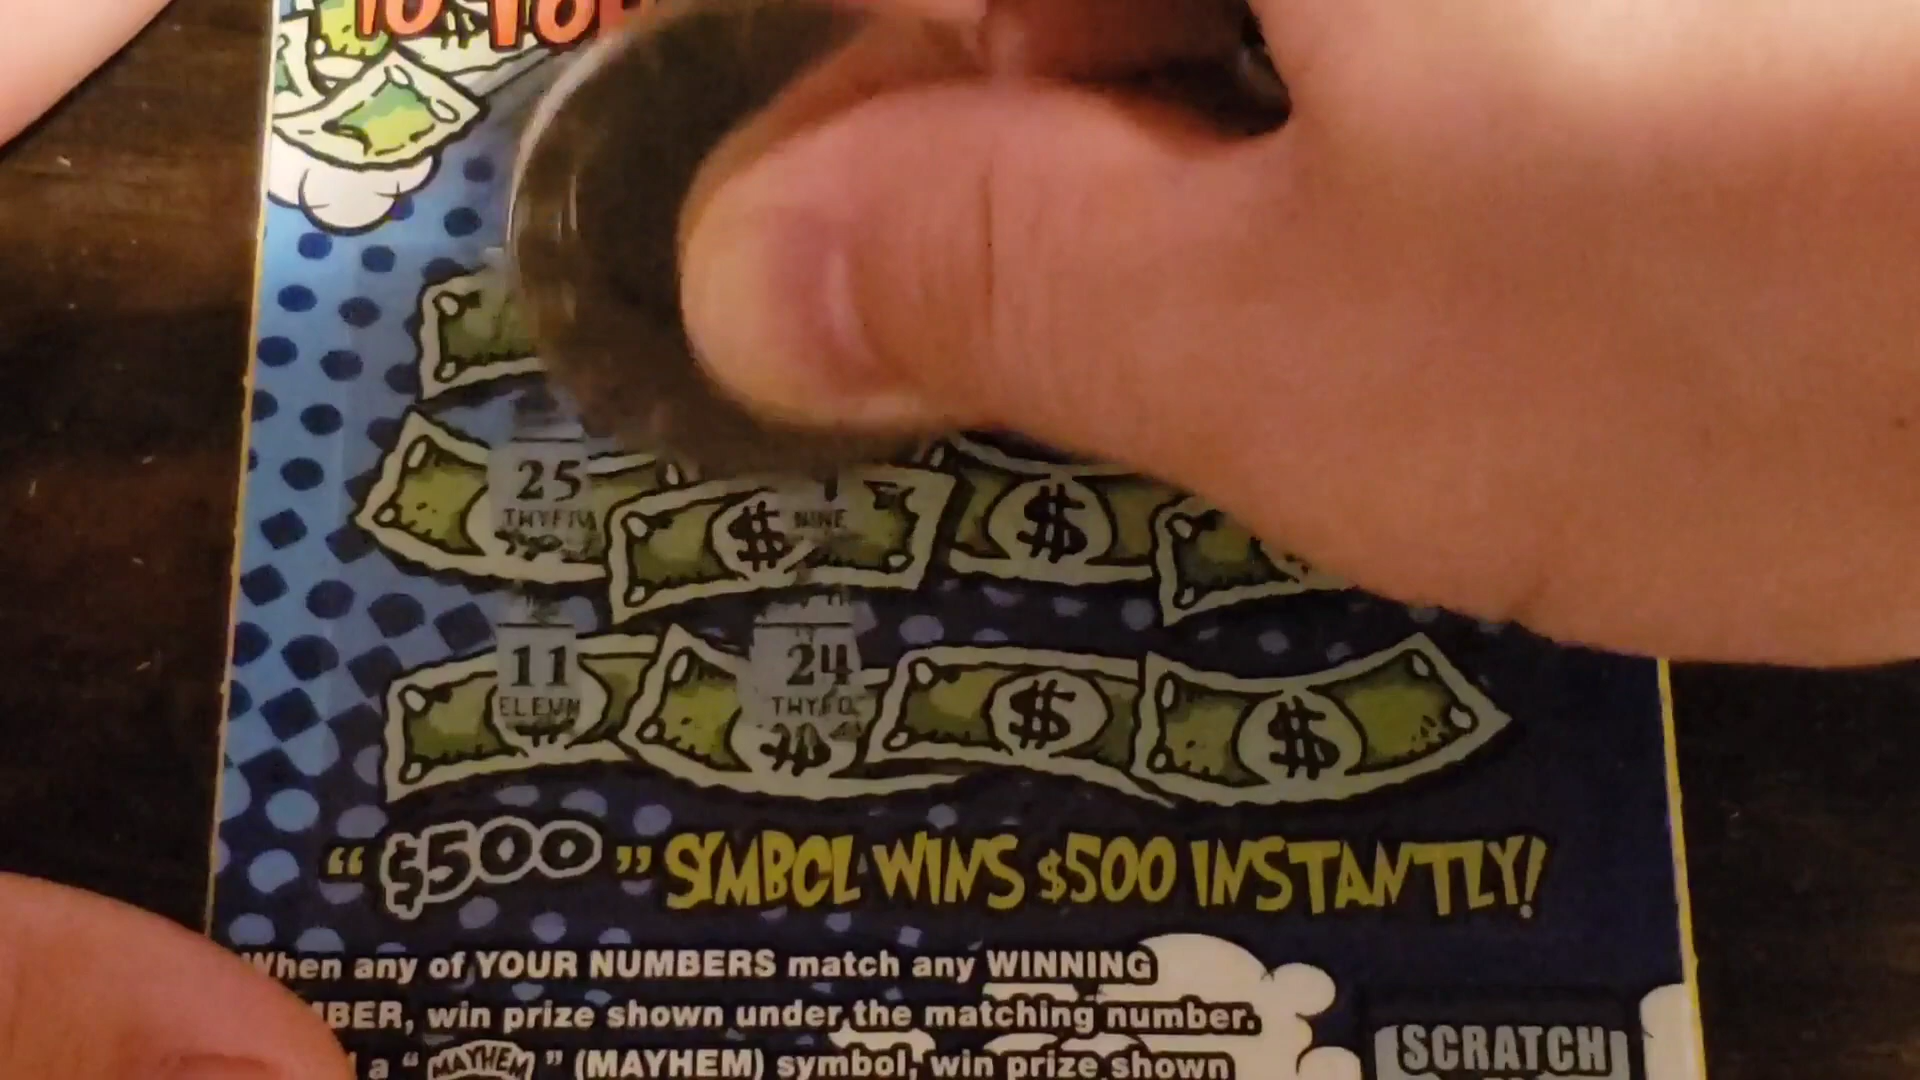 25
THYFIV
$
NINE
$
11
ELEVN
24
THYFO
$
$
"$500" SYMBOL WINS $500 INSTANTLY!
When any of YOUR NUMBERS match any WINNING
BER, win prize shown under the matching number.
a "MAYHEM" (MAYHEM) symbol, win prize shown
SCRATCH